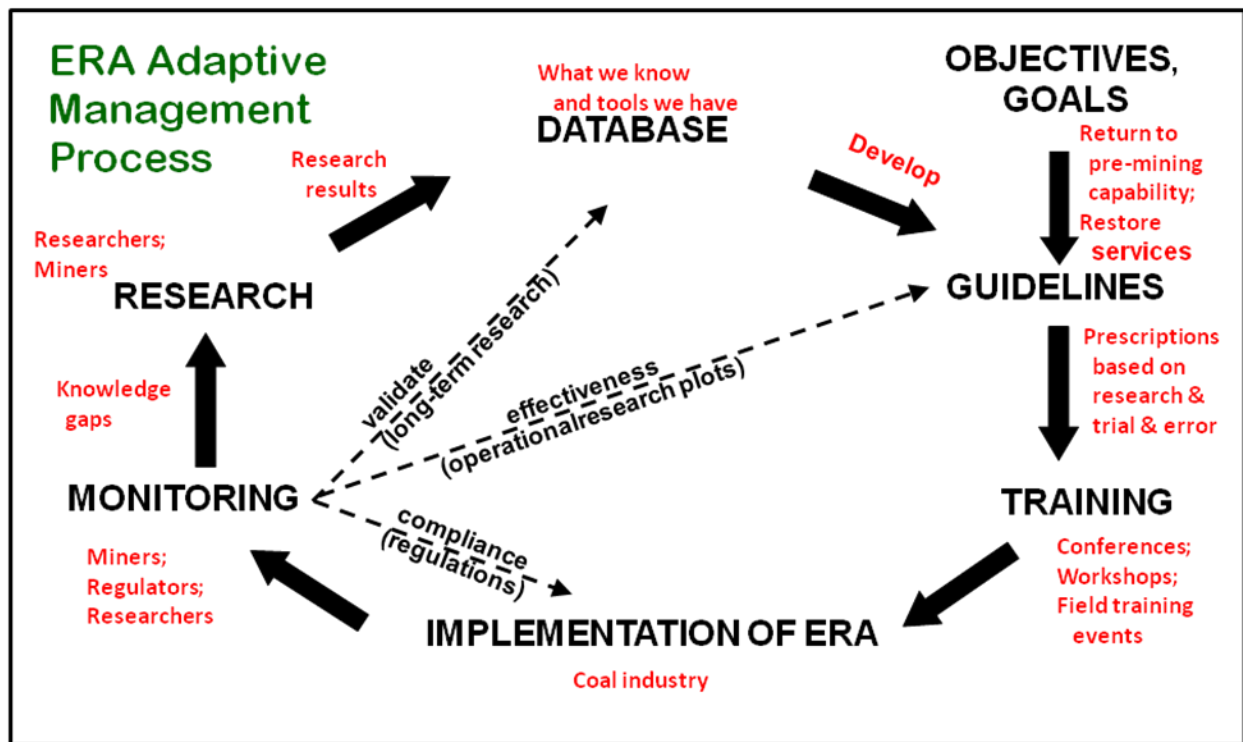 ERA Adaptive
Management
Process
What we know
and tools we have
DATABASE
OBJECTIVES,
GOALS
Develop
Return to
pre-mining
capability;
Restore
services
GUIDELINES
Prescriptions
based on
research &
trial & error
TRAINING
Conferences;
Workshops;
Field training
events
IMPLEMENTATION OF ERA
Coal industry
MONITORING
Miners;
Regulators;
Researchers
Knowledge
gaps
RESEARCH
Researchers;
Miners
Research
results
validate
(long-term research)
effectiveness
(operationalresearch plots)
compliance
(regulations)